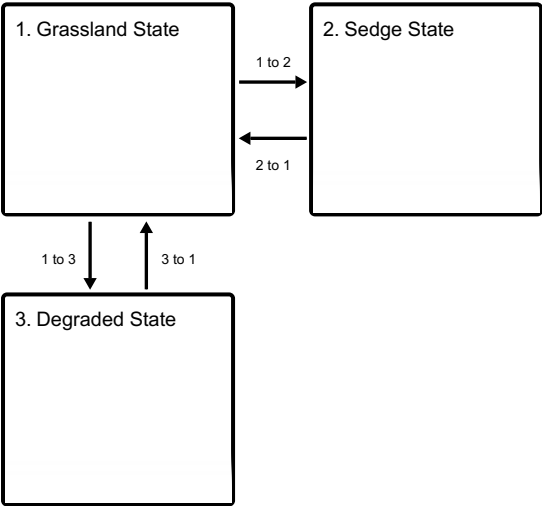 1. Grassland State
2. Sedge State
1 to 2
2 to 1
1 to 3
3 to 1
3. Degraded State